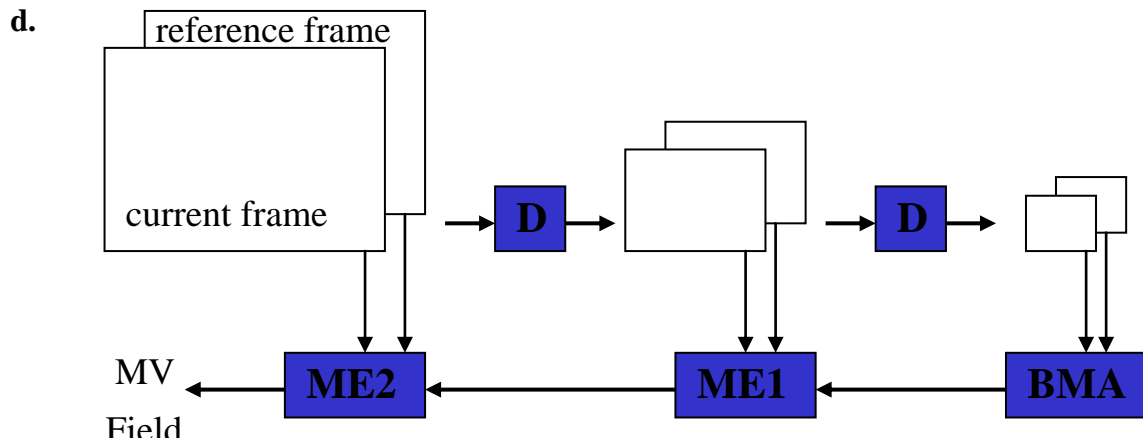 d.
reference frame
current frame
D
D
MV
ME2
ME1
BMA
Field